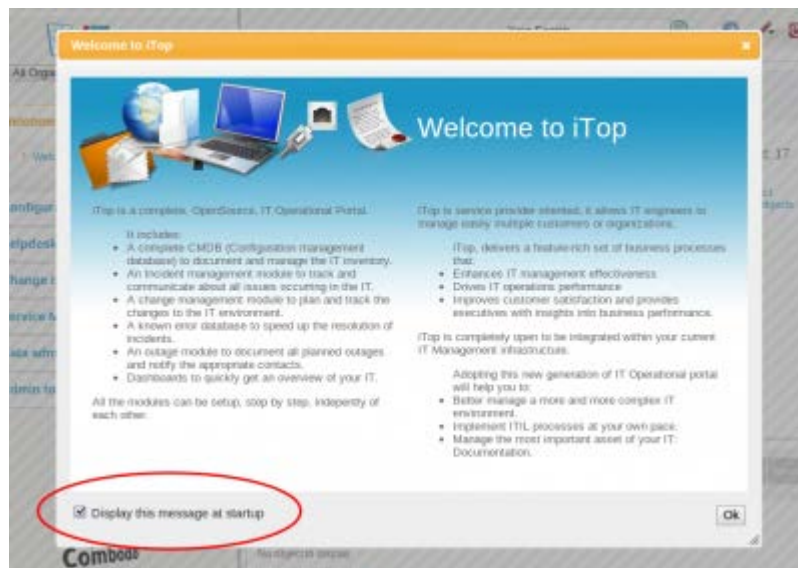 Welcome to iTop
Welcome to iTop
iTop is a complete, OpenSource, IT Operational Portal.
It includes:
A complete CMDB (Configuration management
database) to document and manage the IT inventory.
An Incident management module to track and
communicate about all issues occurring in the IT.
A change management module to plan and track the
changes to the IT environment.
A known error database to speed up the resolution of
incidents.
An outage module to document all planned outages
and notify the appropriate contacts.
Dashboards to quickly get an overview of your IT.
All the modules can be setup, step by step, indepently of
each other.
iTop is service provider oriented, it allows IT engineers to
manage easily multiple customers or organizations.
iTop, delivers a feature-rich set of business processes
that:
Enhances IT management effectiveness
Drives IT operations performance
Improves customer satisfaction and provides
executives with insights into business performance.
iTop is completely open to be integrated within your current
IT Management infrastructure.
Adopting this new generation of IT Operational portal
will help you to:
Better manage a more and more complex IT
environment.
Implement ITIL processes at your own pace.
Manage the most important asset of your IT:
Documentation.
Display this message at startup
Ok
Combodo